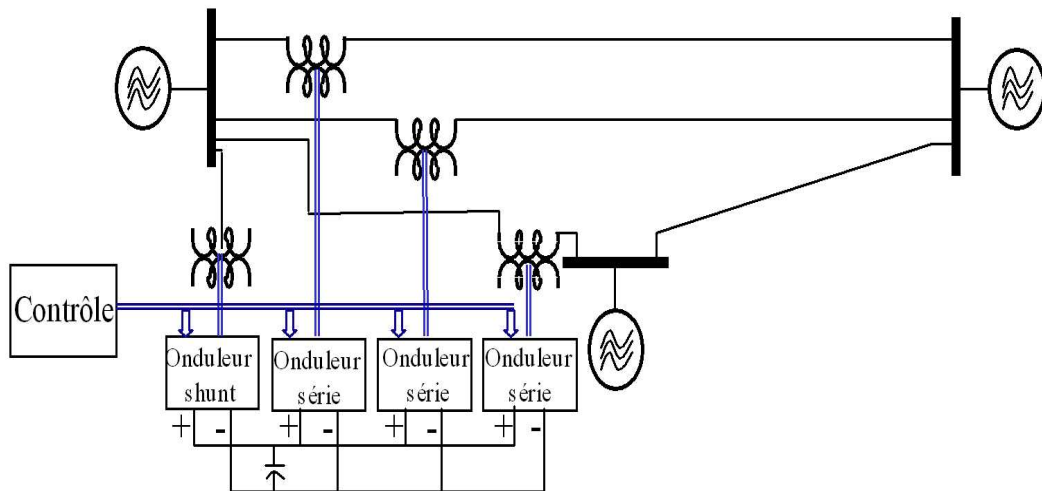 Contrôle
Onduleur
shunt
Onduleur
série
Onduleur
série
Onduleur
série
+ - + - + - + -